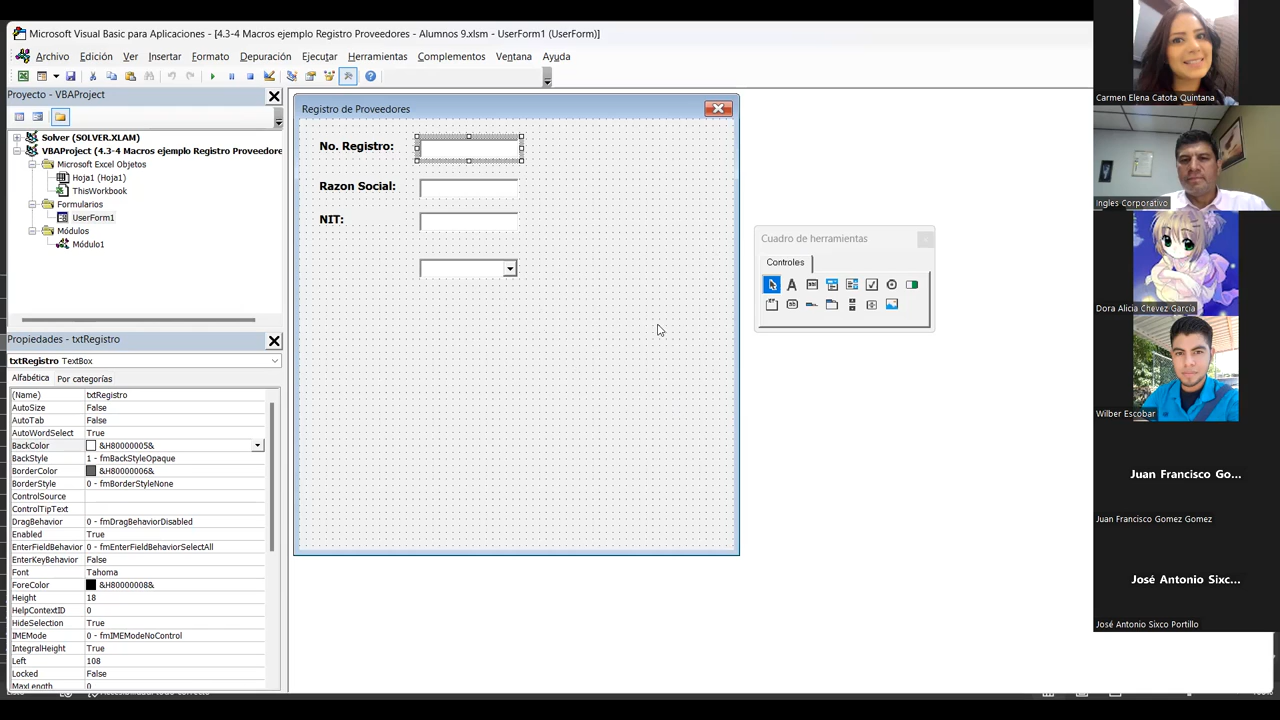 Microsoft Visual Basic para Aplicaciones - [4.3-4 Macros ejemplo Registro Proveedores - Alumnos 9.xlsm - UserForm1 (UserForm)]
Archivo Edición Ver Insertar Formato Depuración Ejecutar Herramientas Complementos Ventana Ayuda
Proyecto - VBAProject
Solver (SOLVER.XLAM)
VBAProject (4.3-4 Macros ejemplo Registro Proveedore
Microsoft Excel Objetos
Hoja1 (Hoja1)
ThisWorkbook
Formularios
UserForm1
Módulos
Módulo1
Propiedades - txtRegistro
txtRegistro TextBox
Alfabética Por categorías
(Name) txtRegistro
AutoSize False
AutoTab False
AutoWordSelect True
BackColor &H80000005&
BackStyle 1 - fmBackStyleOpaque
BorderColor &H80000006&
BorderStyle 0 - fmBorderStyleNone
ControlSource
ControlTipText
DragBehavior 0 - fmDragBehaviorDisabled
Enabled True
EnterFieldBehavior 0 - fmEnterFieldBehaviorSelectAll
EnterKeyBehavior False
Font Tahoma
ForeColor &H80000008&
Height 18
HelpContextID 0
HideSelection True
IMEMode 0 - fmIMEModeNoControl
IntegralHeight True
Left 108
Locked False
MaxLength 0
Registro de Proveedores
No. Registro:
Razon Social:
NIT:
Cuadro de herramientas
Controles
Carmen Elena Catota Quintana
Ingles Corporativo
Dora Alicia Chevez García
Wilber Escobar
Juan Francisco Go...
Juan Francisco Gomez Gomez
José Antonio Sixc...
José Antonio Sixco Portillo